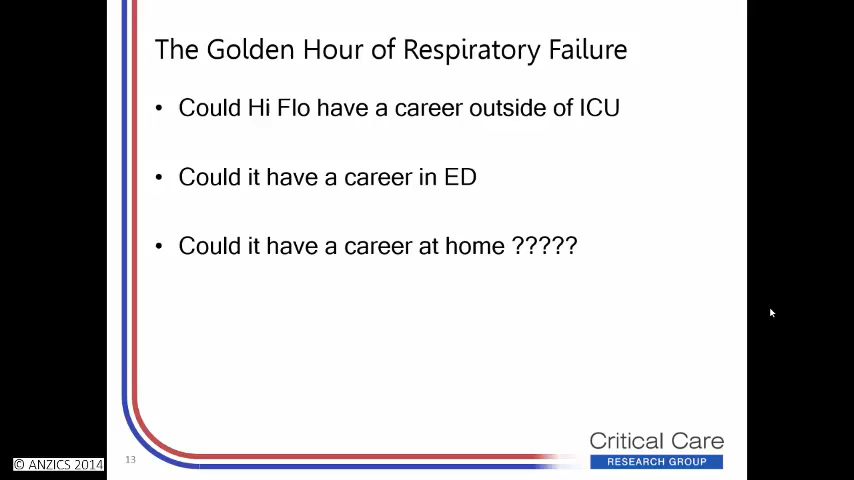 The Golden Hour of Respiratory Failure
• Could Hi Flo have a career outside of ICU
• Could it have a career in ED
• Could it have a career at home ?????
Critical Care
RESEARCH GROUP
13
© ANZICS 2014